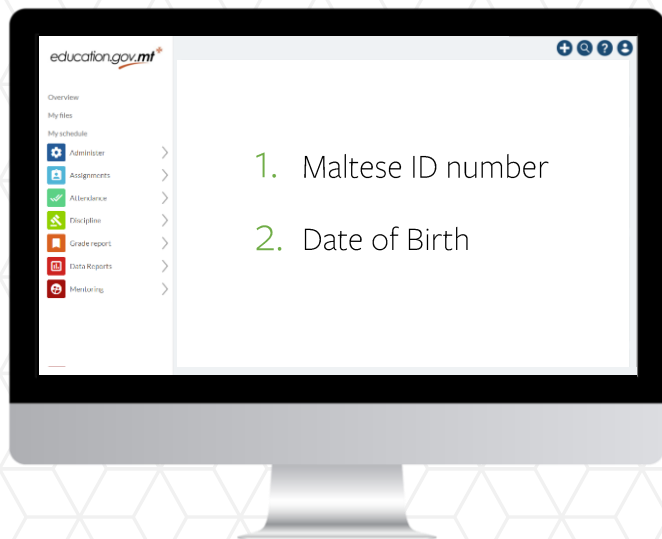 education.gov.mt
Overview
My files
My schedule
Administer
Assignments
Attendance
Discipline
Grade report
Data Reports
Mentoring
1. Maltese ID number
2. Date of Birth